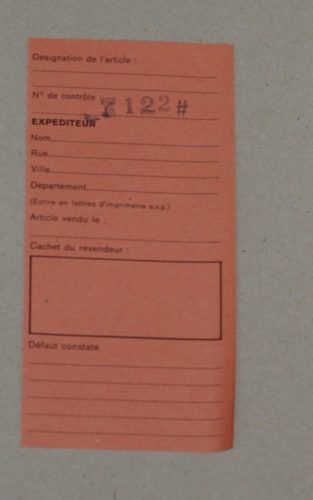 Désignation de l'article :
N° de contrôle 7122#
EXPEDITEUR
Nom
Rue
Ville
Département
(Ecrire en lettres d'imprimerie s.v.p.)
Article vendu le :
Cachet du revendeur :
Défaut constaté